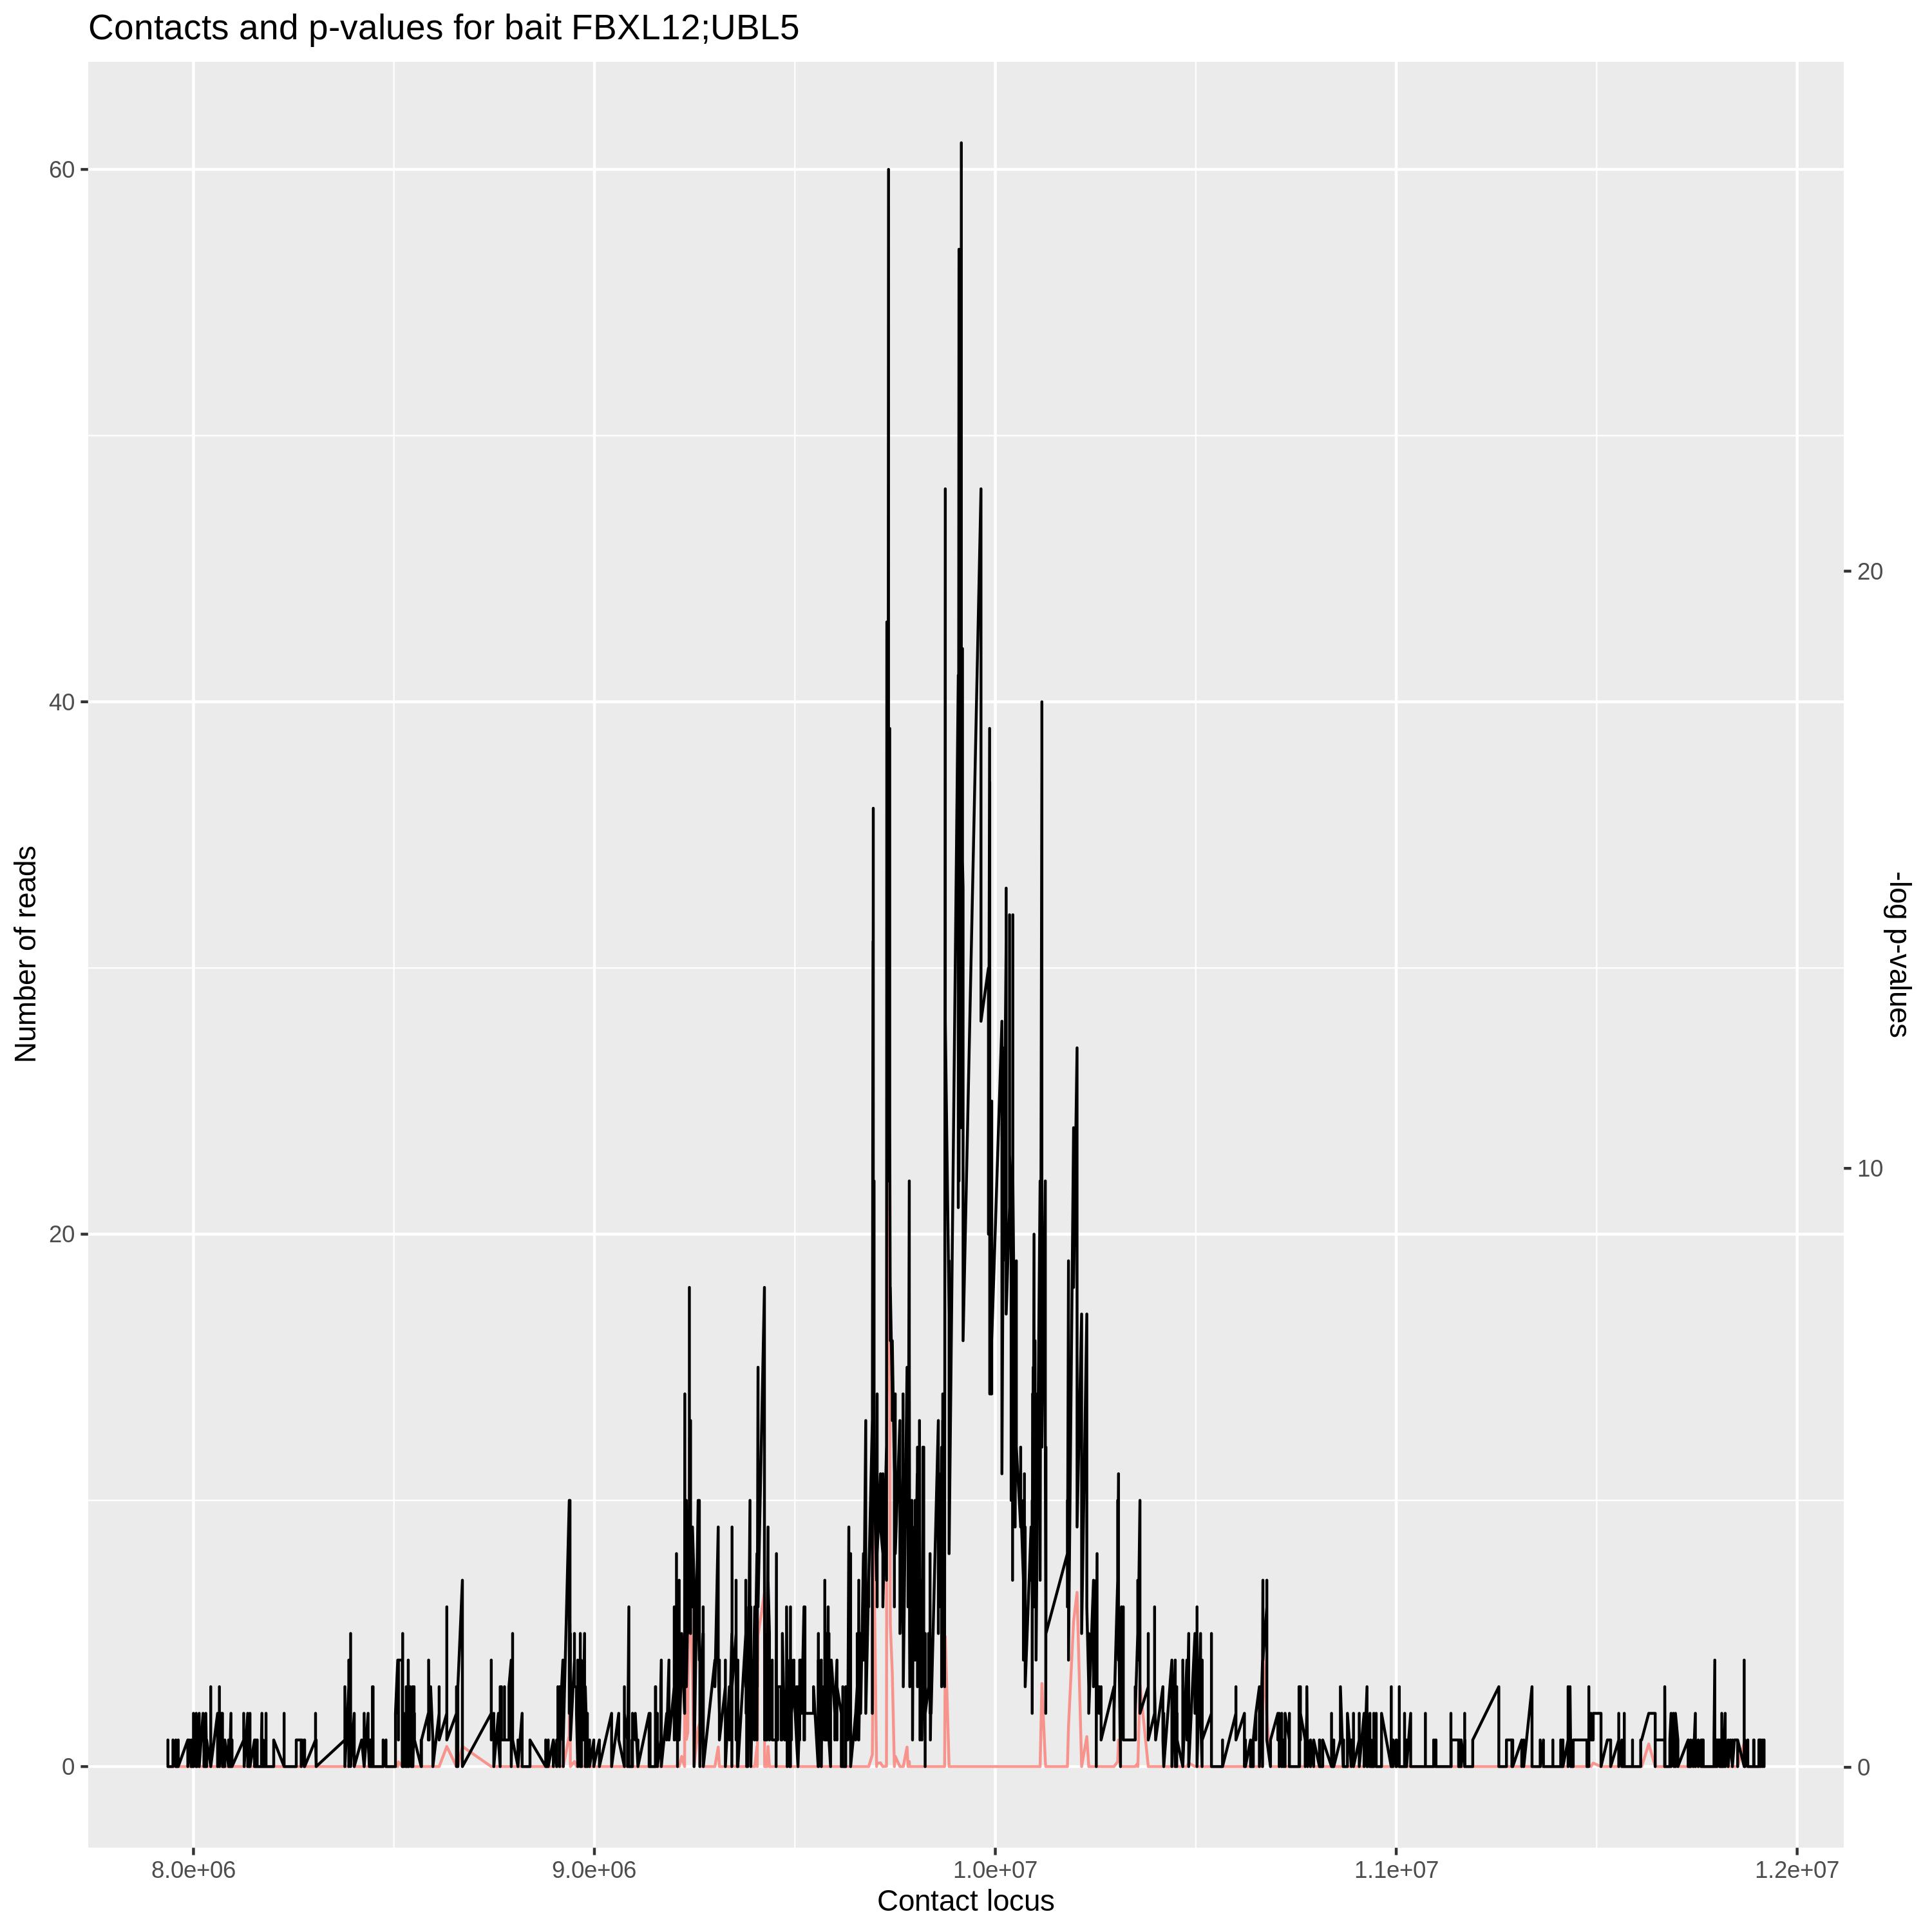 Contacts and p-values for bait FBXL12;UBL5
60
40
20
0
Number of reads
20
10
0
-log p-values
8.0e+06
9.0e+06
1.0e+07
1.1e+07
1.2e+07
Contact locus